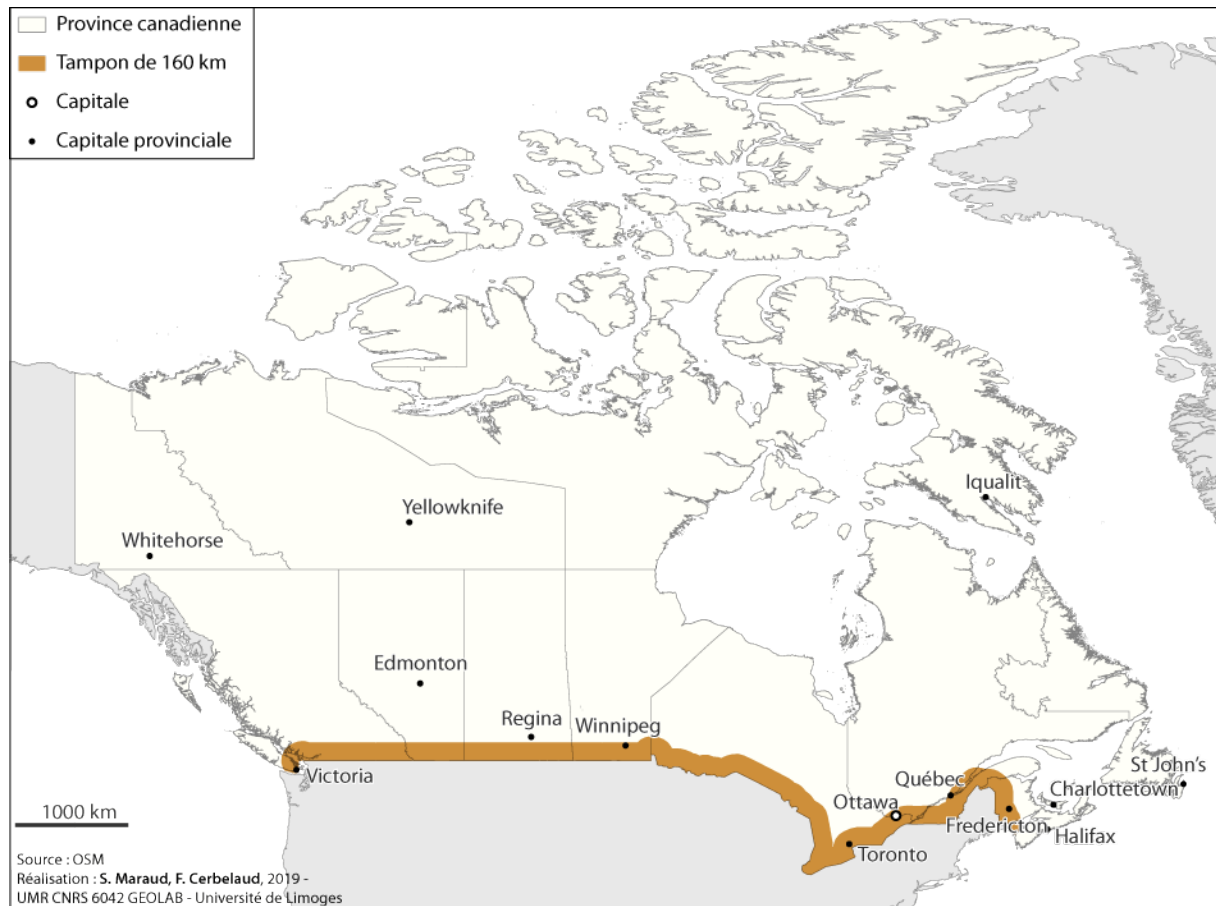 Province canadienne
Tampon de 160 km
Capitale
Capitale provinciale
Iqualit
Yellowknife
Whitehorse
Edmonton
Regina
Winnipeg
Victoria
St John's
Québec
Charlottetown
Ottawa
Fredericton
Halifax
Toronto
1000 km
Source : OSM
Réalisation : S. Maraud, F. Cerbelaud, 2019 -
UMR CNRS 6042 GEOLAB - Université de Limoges